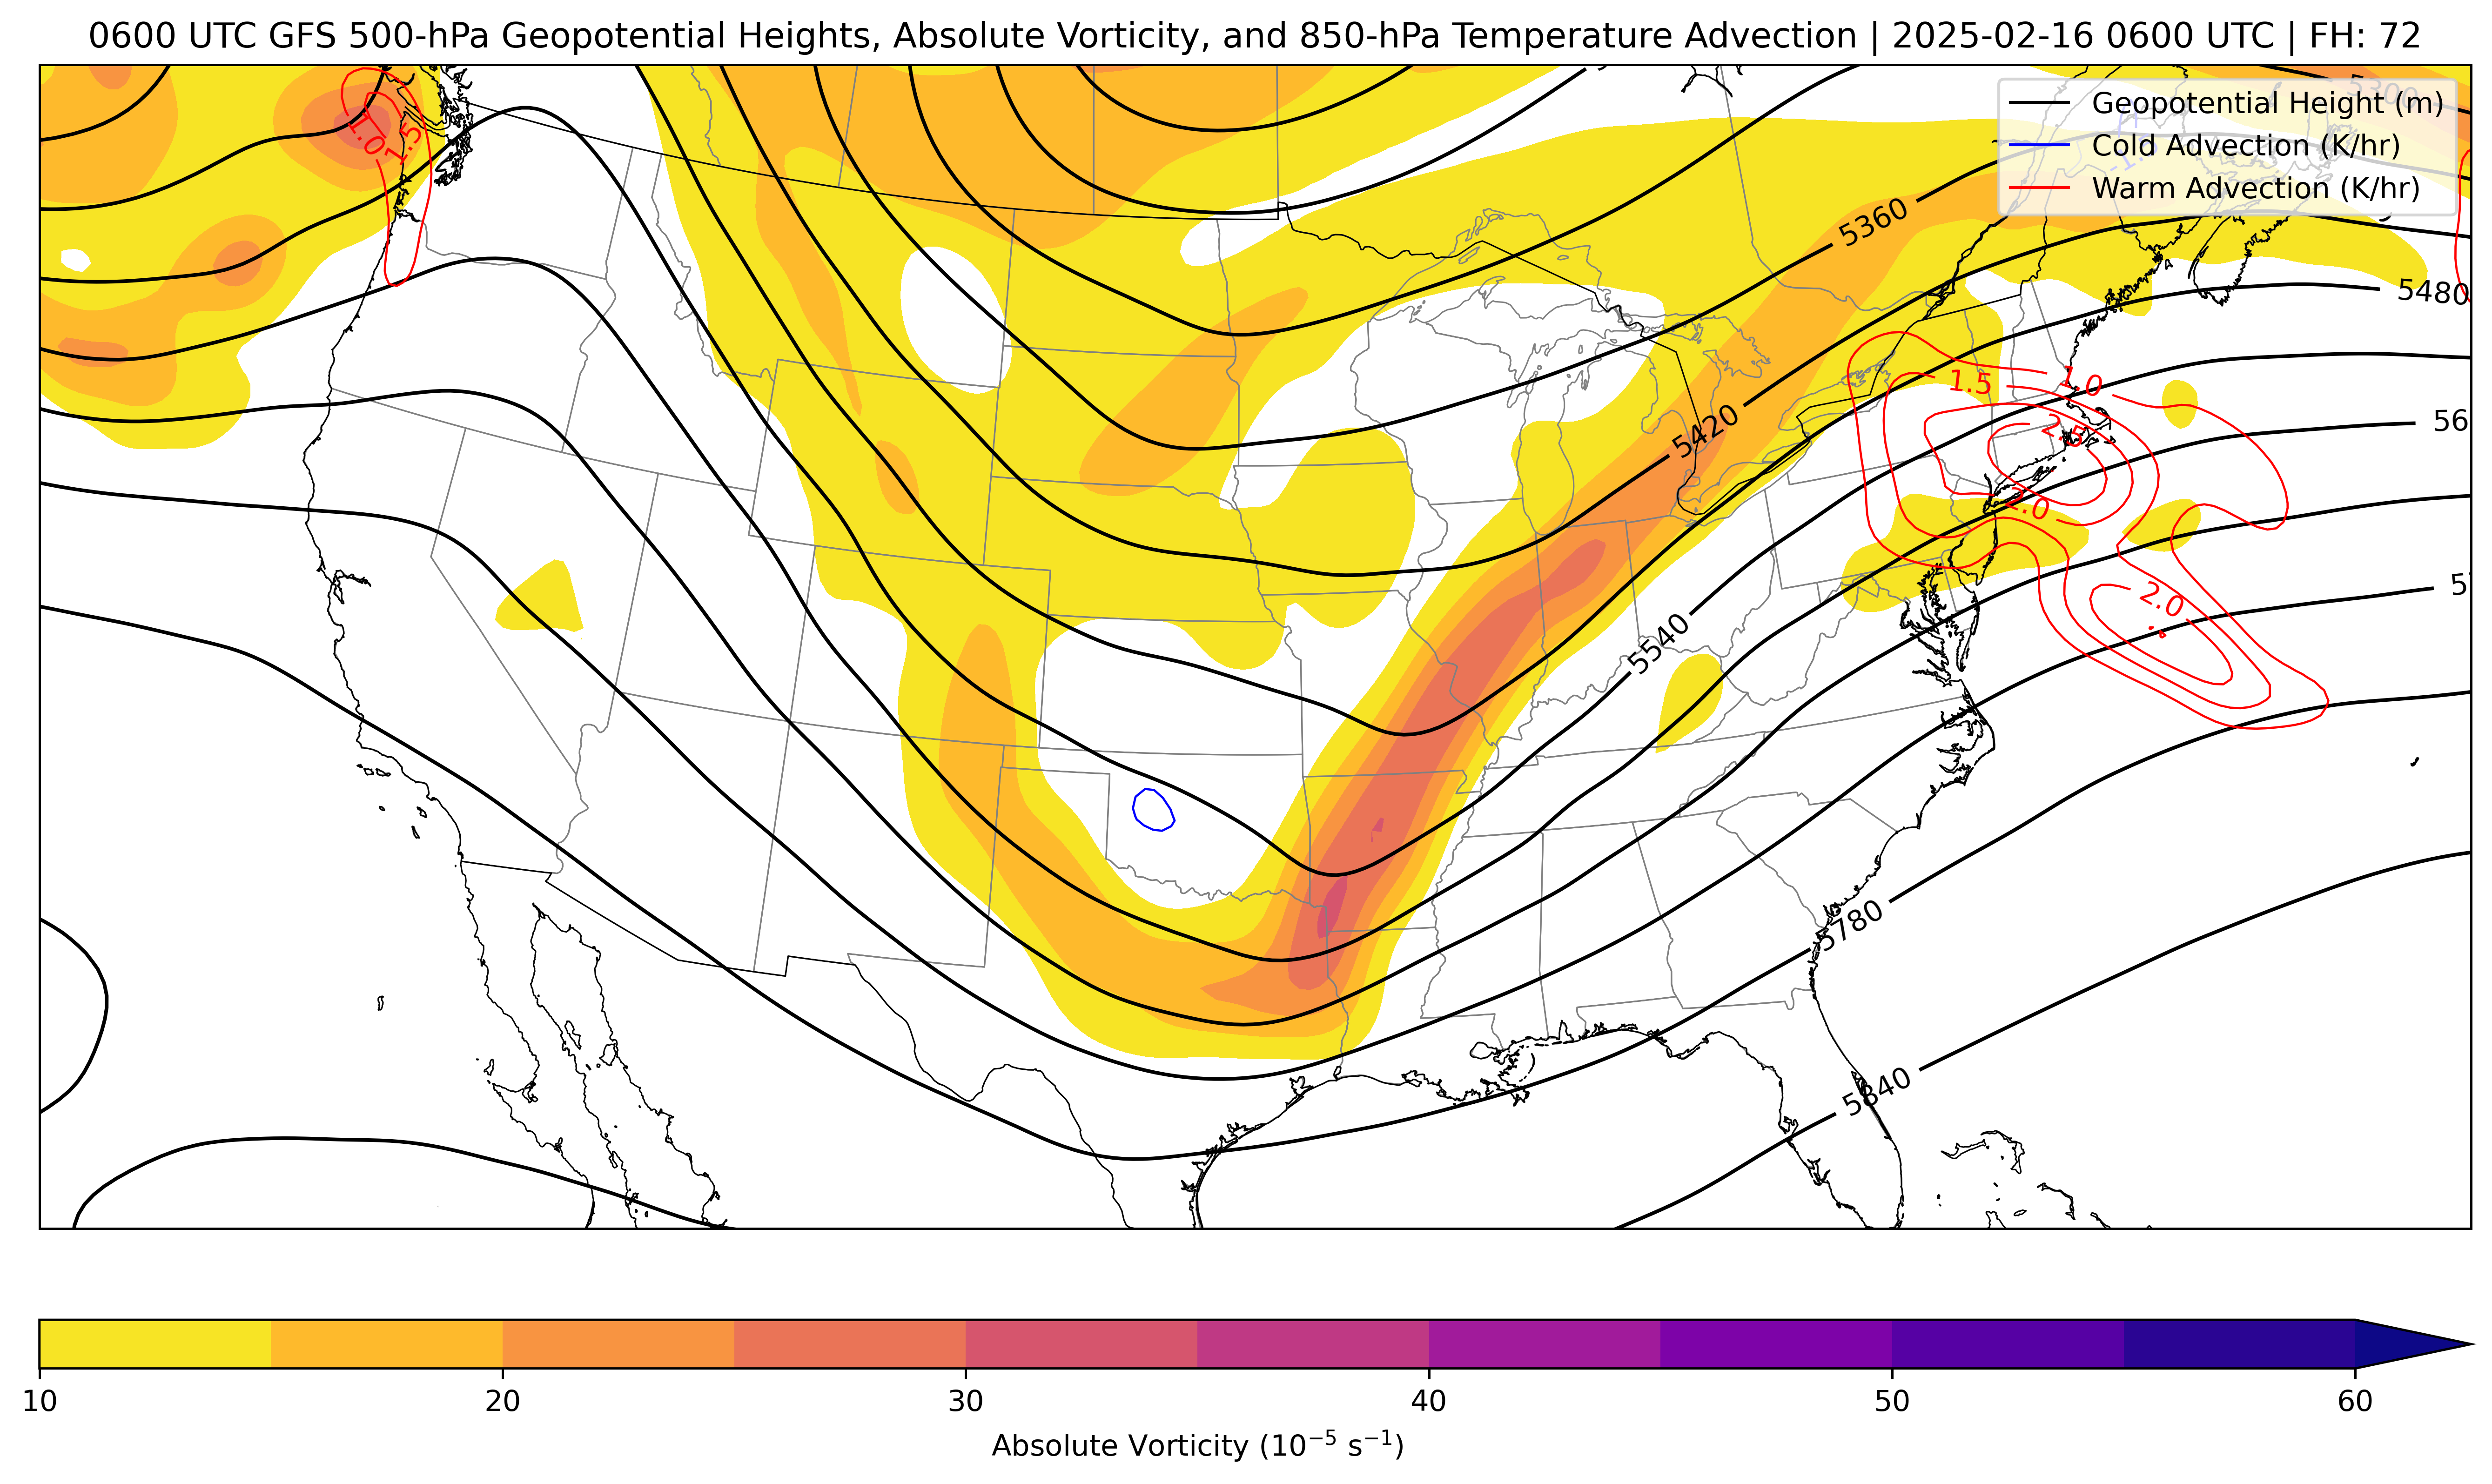 0600 UTC GFS 500-hPa Geopotential Heights, Absolute Vorticity, and 850-hPa Temperature Advection | 2025-02-16 0600 UTC | FH: 72
5300
Geopotential Height (m)
Cold Advection (K/hr)
Warm Advection (K/hr)
1.0
1.5
5360
5480
1.5
1.0
5420
2.5
56
2.0
5
2.0
5540
5780
5840
10 20 30 40 50 60
Absolute Vorticity (10⁻⁵ s⁻¹)